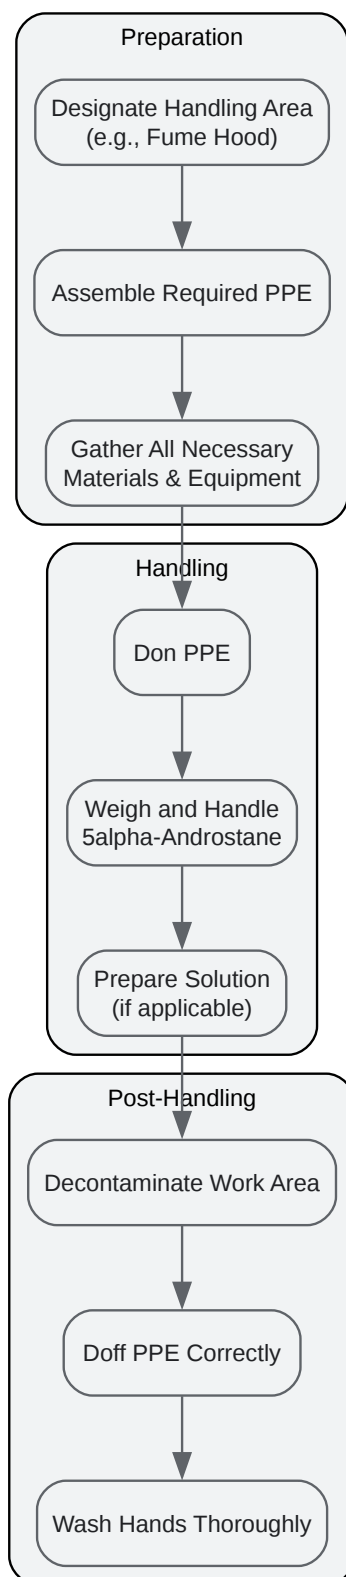 Preparation
Designate Handling Area
(e.g., Fume Hood)
Assemble Required PPE
Gather All Necessary
Materials & Equipment
Handling
Don PPE
Weigh and Handle
5alpha-Androstane
Prepare Solution
(if applicable)
Post-Handling
Decontaminate Work Area
Doff PPE Correctly
Wash Hands Thoroughly